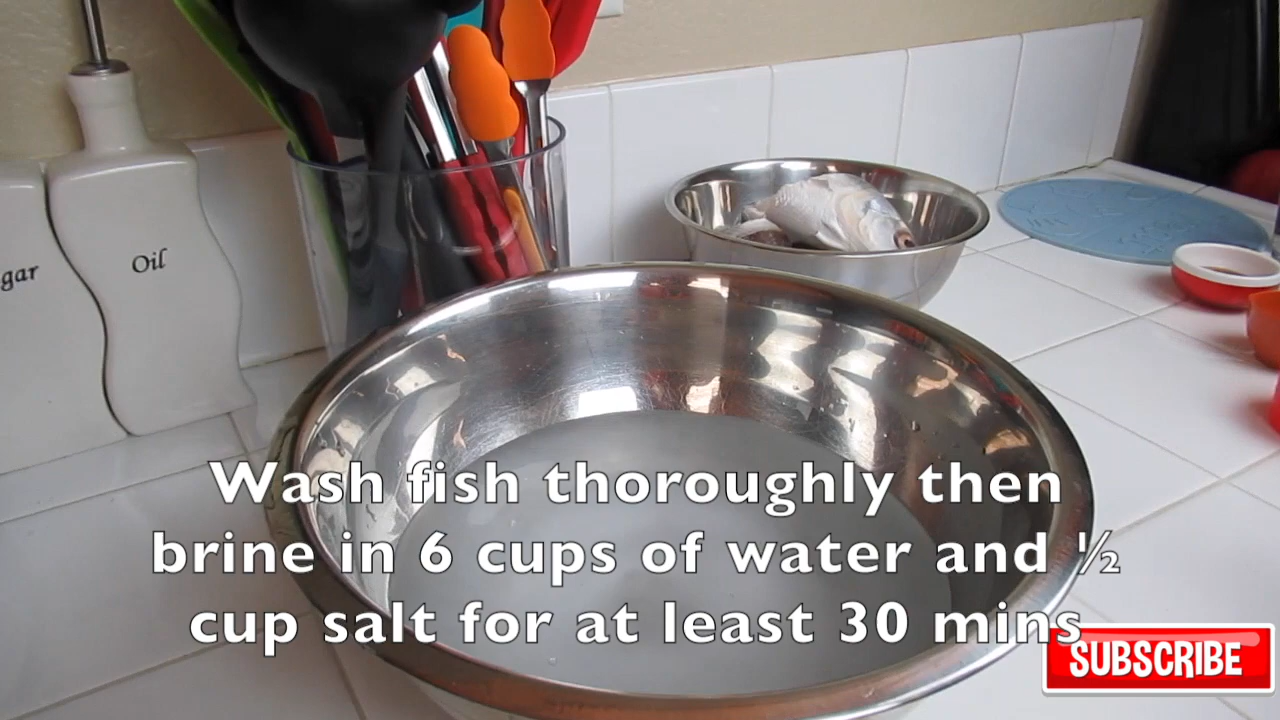 gar
Oil
Wash fish thoroughly then
brine in 6 cups of water and ½
cup salt for at least 30 mins
SUBSCRIBE